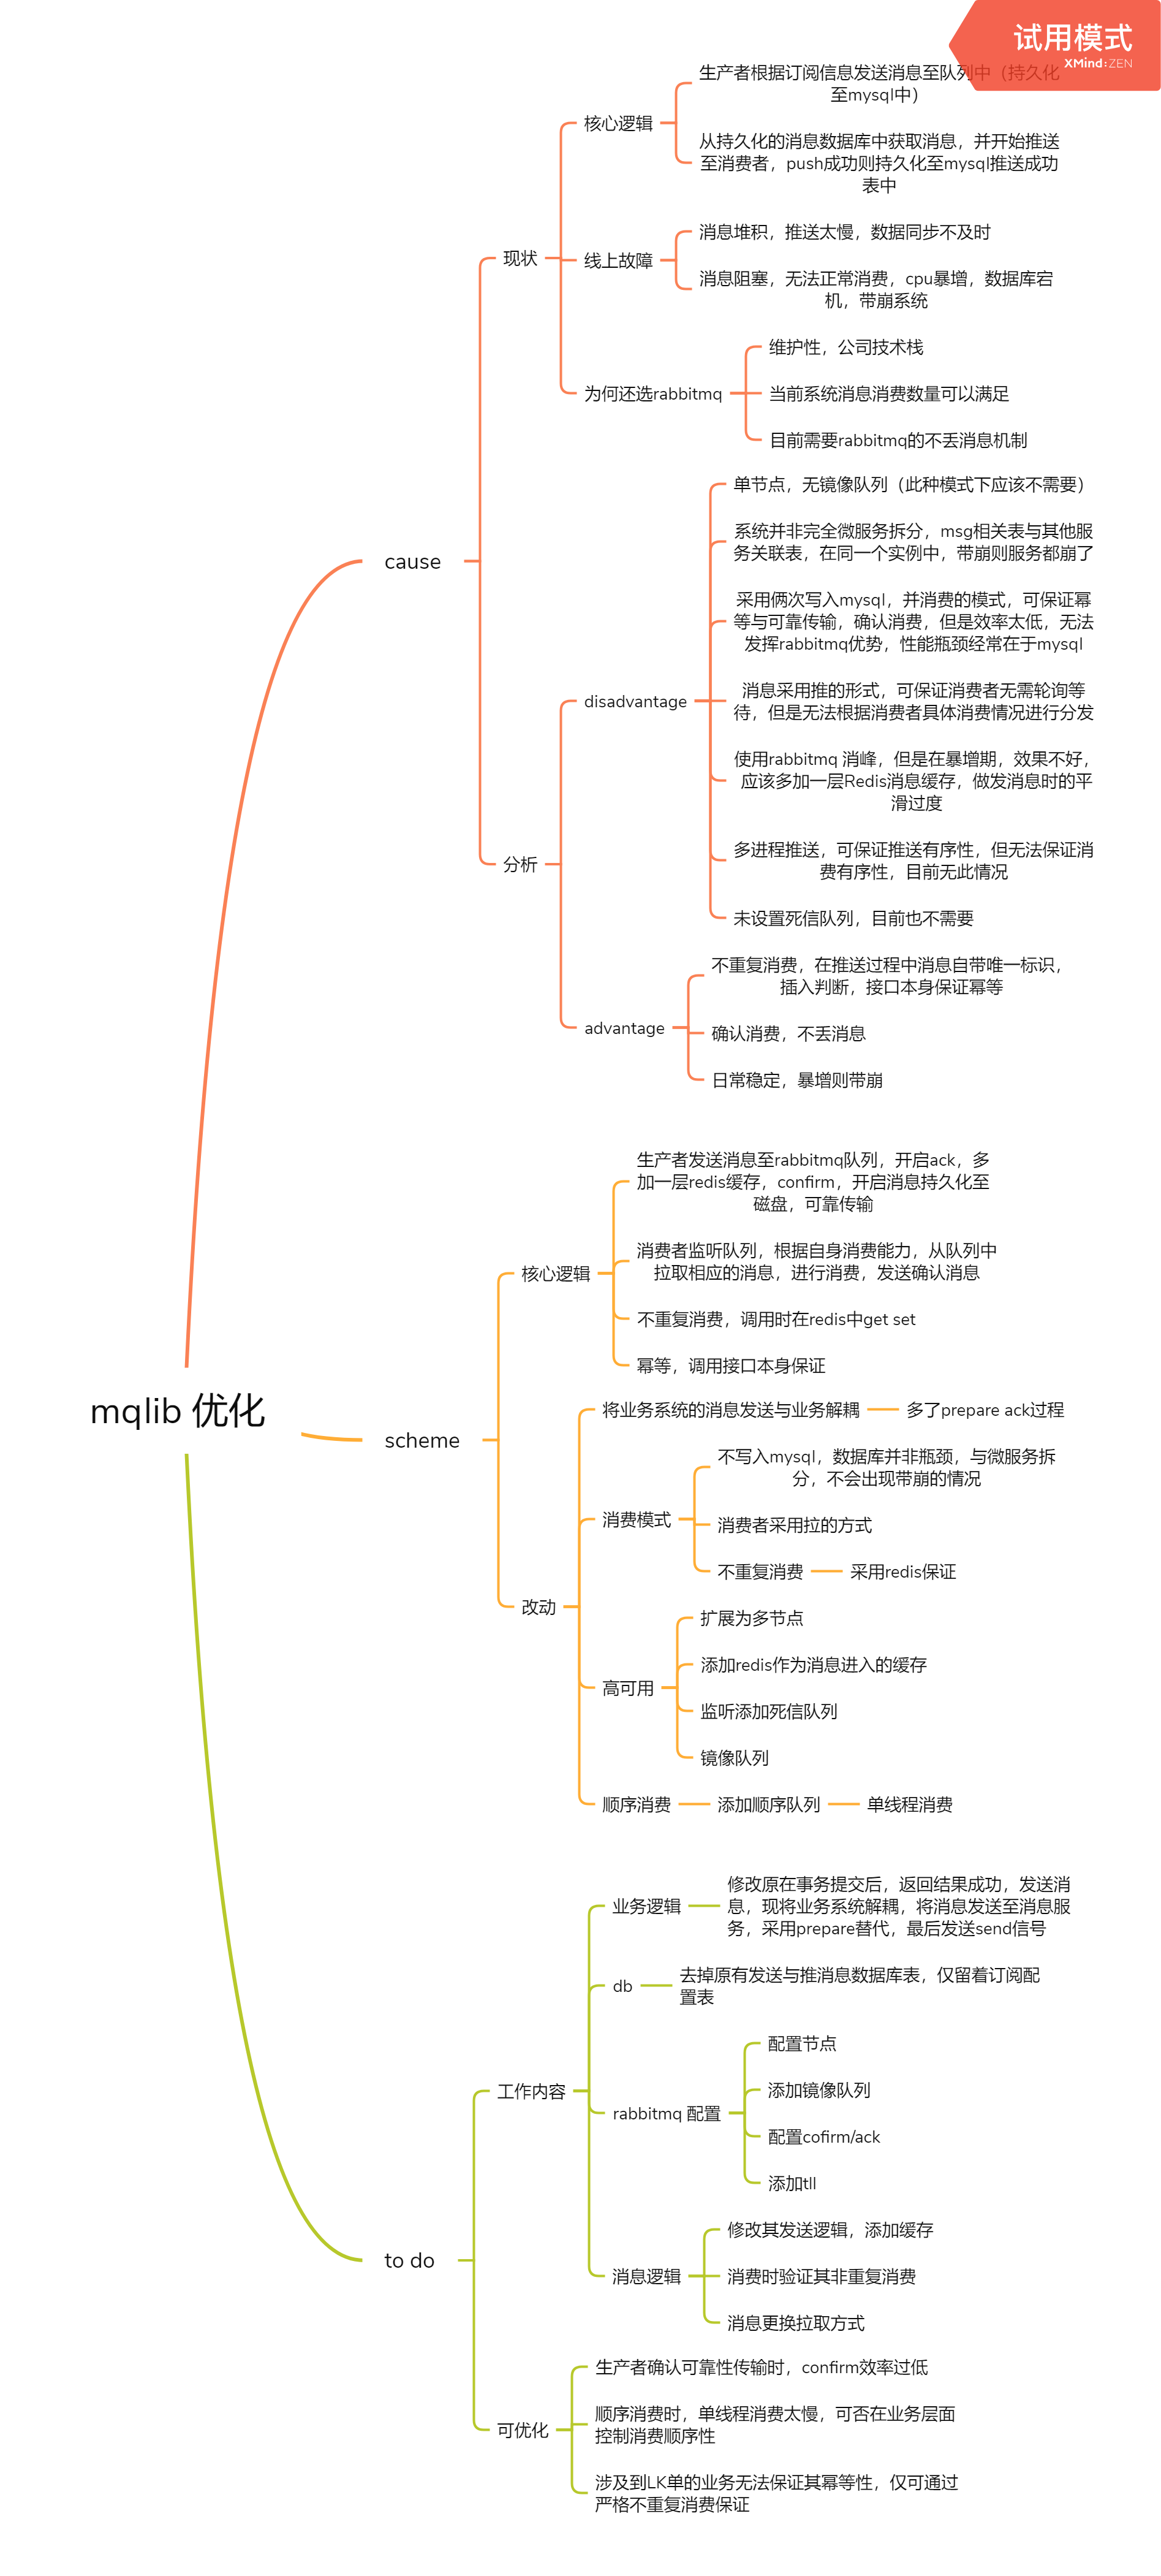 试用模式
XMind:ZEN
mqlib 优化
cause
现状
核心逻辑
生产者根据订阅信息发送消息至队列中（持久化
至mysql中）
从持久化的消息数据库中获取消息，并开始推送
至消费者，push成功则持久化至mysql推送成功
表中
线上故障
消息堆积，推送太慢，数据同步不及时
消息阻塞，无法正常消费，cpu暴增，数据库宕
机，带崩系统
为何还选rabbitmq
维护性，公司技术栈
当前系统消息消费数量可以满足
目前需要rabbitmq的不丢消息机制
分析
disadvantage
单节点，无镜像队列（此种模式下应该不需要）
系统并非完全微服务拆分，msg相关表与其他服
务关联表，在同一个实例中，带崩则服务都崩了
采用俩次写入mysql，并消费的模式，可保证幂
等与可靠传输，确认消费，但是效率太低，无法
发挥rabbitmq优势，性能瓶颈经常在于mysql
消息采用推的形式，可保证消费者无需轮询等
待，但是无法根据消费者具体消费情况进行分发
使用rabbitmq 消峰，但是在暴增期，效果不好，
应该多加一层Redis消息缓存，做发消息时的平
滑过度
多进程推送，可保证推送有序性，但无法保证消
费有序性，目前无此情况
未设置死信队列，目前也不需要
advantage
不重复消费，在推送过程中消息自带唯一标识，
插入判断，接口本身保证幂等
确认消费，不丢消息
日常稳定，暴增则带崩
scheme
核心逻辑
生产者发送消息至rabbitmq队列，开启ack，多
加一层redis缓存，confirm，开启消息持久化至
磁盘，可靠传输
消费者监听队列，根据自身消费能力，从队列中
拉取相应的消息，进行消费，发送确认消息
不重复消费，调用时在redis中get set
幂等，调用接口本身保证
改动
将业务系统的消息发送与业务解耦
多了prepare ack过程
消费模式
不写入mysql，数据库并非瓶颈，与微服务拆
分，不会出现带崩的情况
消费者采用拉的方式
不重复消费
采用redis保证
高可用
扩展为多节点
添加redis作为消息进入的缓存
监听添加死信队列
镜像队列
顺序消费
添加顺序队列
单线程消费
to do
工作内容
业务逻辑
修改原在事务提交后，返回结果成功，发送消
息，现将业务系统解耦，将消息发送至消息服
务，采用prepare替代，最后发送send信号
db
去掉原有发送与推消息数据库表，仅留着订阅配
置表
rabbitmq 配置
配置节点
添加镜像队列
配置cofirm/ack
添加tll
消息逻辑
修改其发送逻辑，添加缓存
消费时验证其非重复消费
消息更换拉取方式
可优化
生产者确认可靠性传输时，confirm效率过低
顺序消费时，单线程消费太慢，可否在业务层面
控制消费顺序性
涉及到LK单的业务无法保证其幂等性，仅可通过
严格不重复消费保证